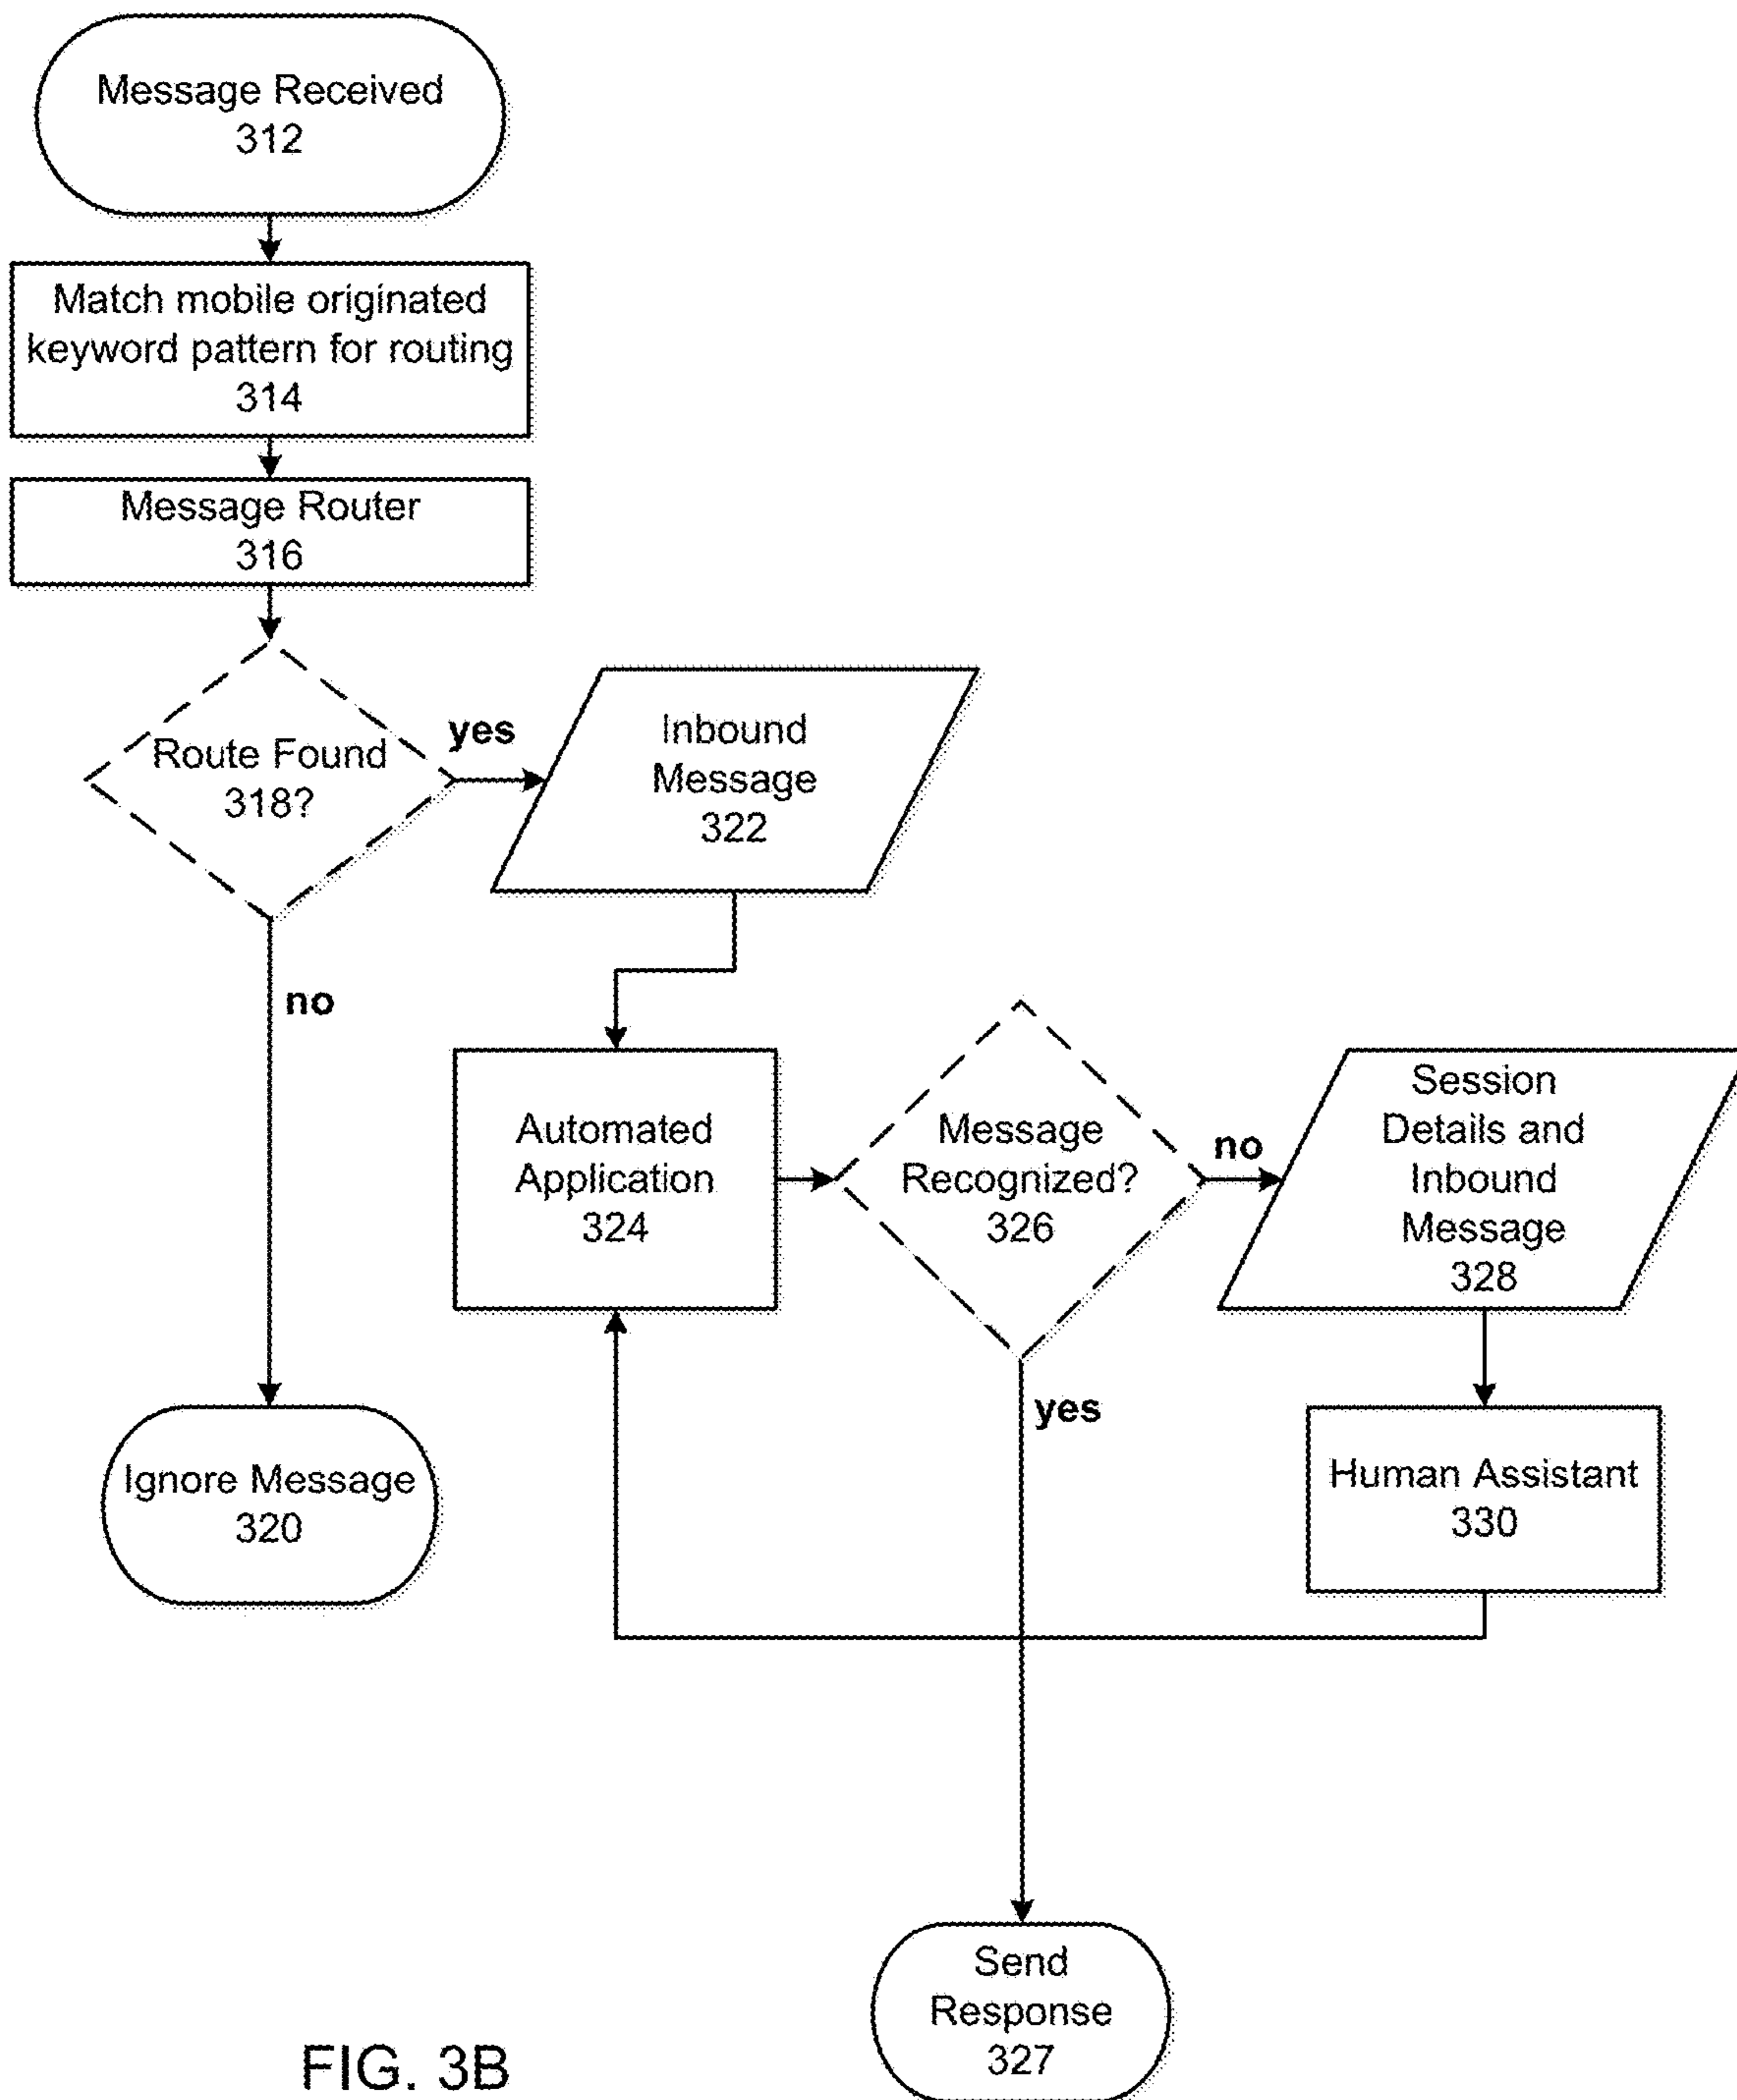 Message Received
312
Match mobile originated
keyword pattern for routing
314
Message Router
316
Route Found
318?
yes
Inbound
Message
322
no
Automated
Application
324
Message
Recognized?
326
no
Session
Details and
Inbound
Message
328
yes
Ignore Message
320
Human Assistant
330
Send
Response
327
FIG. 3B